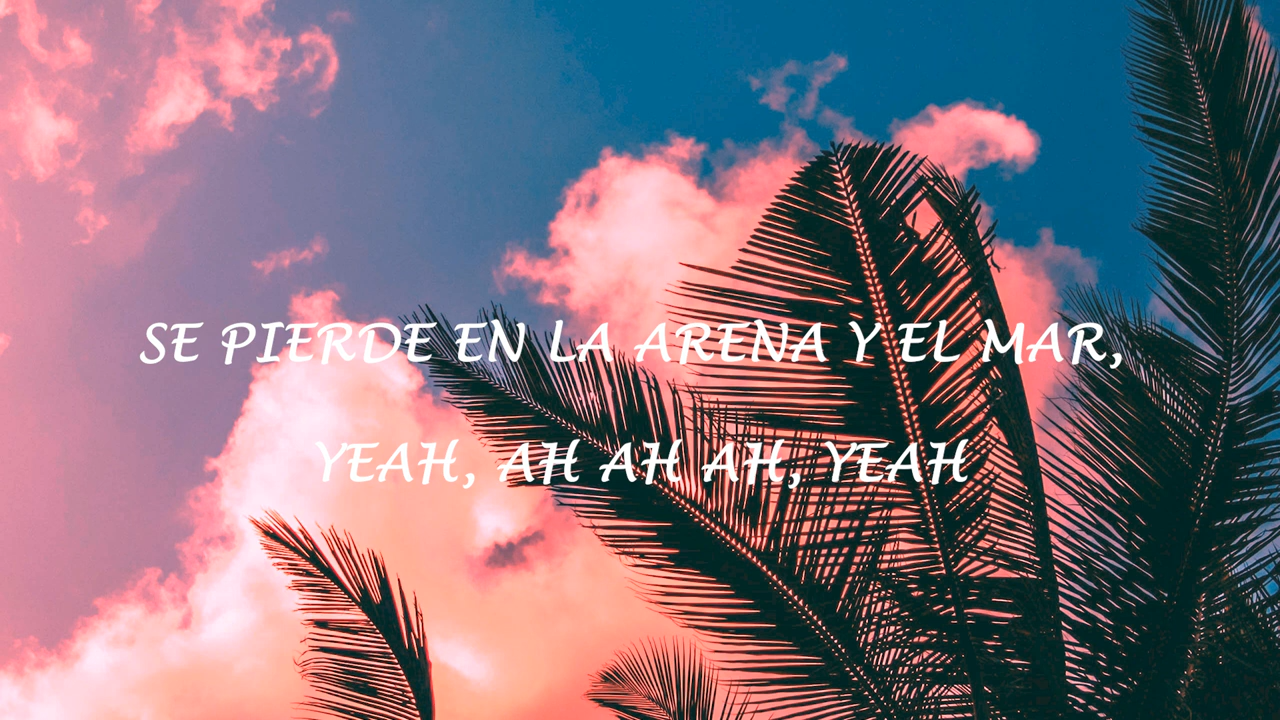 SE PIERDE EN LA ARENA Y EL MAR,
YEAH, AH AH AH, YEAH